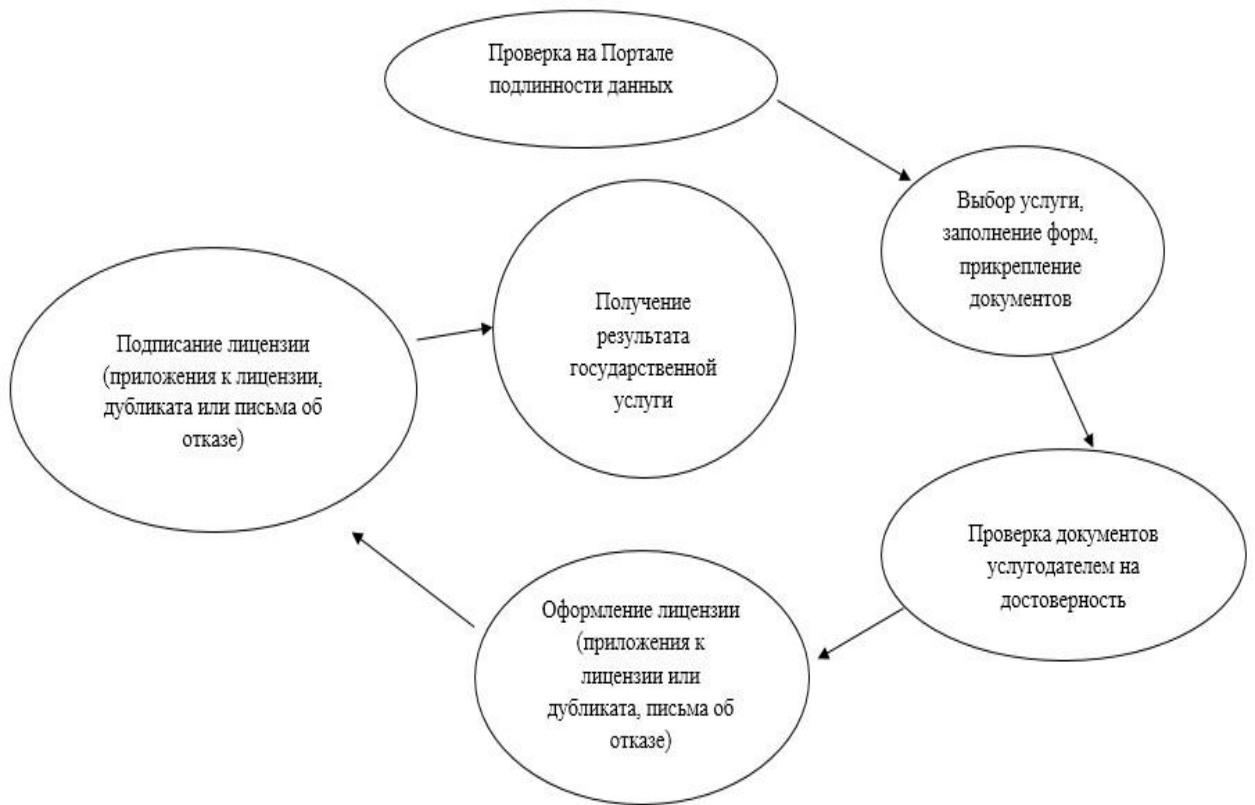 Проверка на Портале
подлинности данных
Выбор услуги,
заполнение форм,
прикрепление
документов
Проверка документов
услугодателем на
достоверность
Оформление лицензии
(приложения к
лицензии или
дубликата, письма об
отказе)
Подписание лицензии
(приложения к лицензии,
дубликата или письма об
отказе)
Получение
результата
государственной
услуги